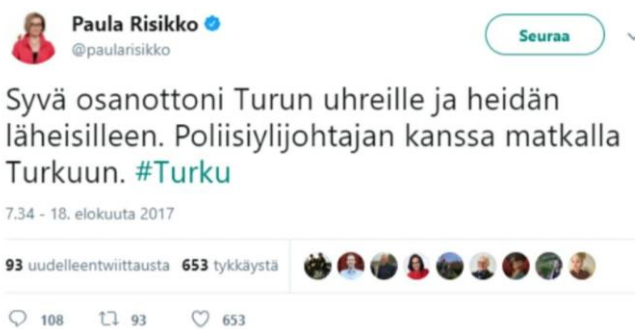 Paula Risikko
@paularisikko
Seuraa
Syvä osanottoni Turun uhreille ja heidän
läheisilleen. Poliisiylijohtajan kanssa matkalla
Turkuun. #Turku
7.34 - 18. elokuuta 2017
93 uudelleentwiittausta 653 tykkäystä
108 93 653